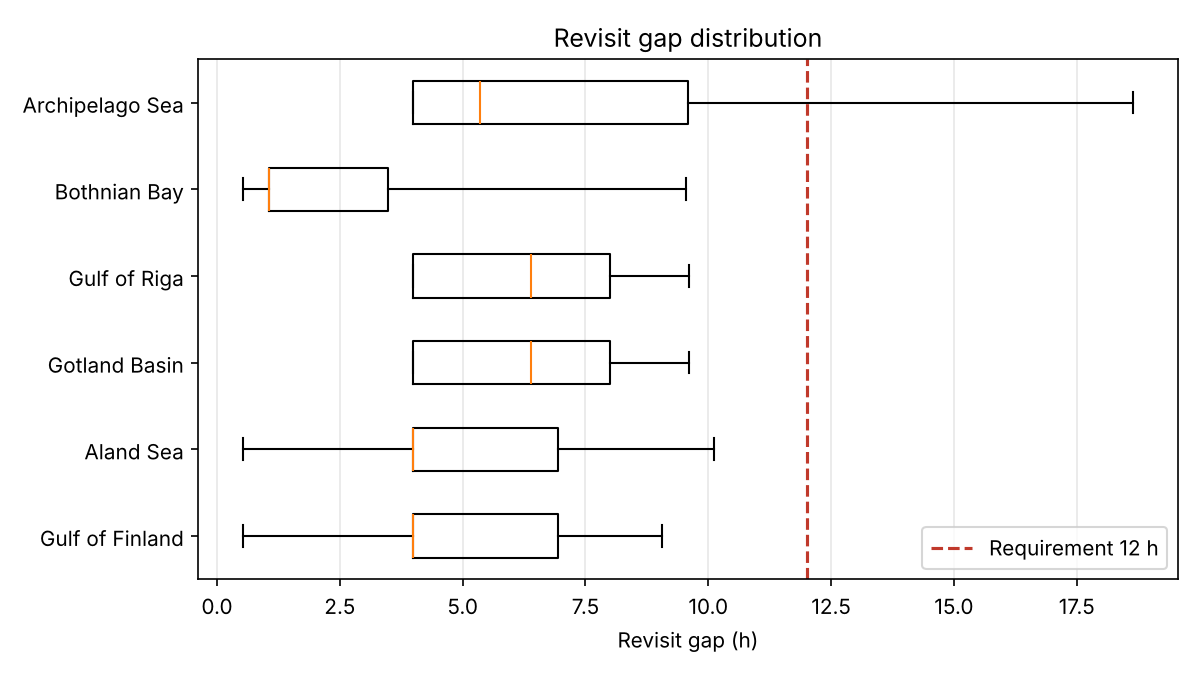 Revisit gap distribution
Archipelago Sea
Bothnian Bay
Gulf of Riga
Gotland Basin
Aland Sea
Gulf of Finland
Requirement 12 h
0.0 2.5 5.0 7.5 10.0 12.5 15.0 17.5
Revisit gap (h)